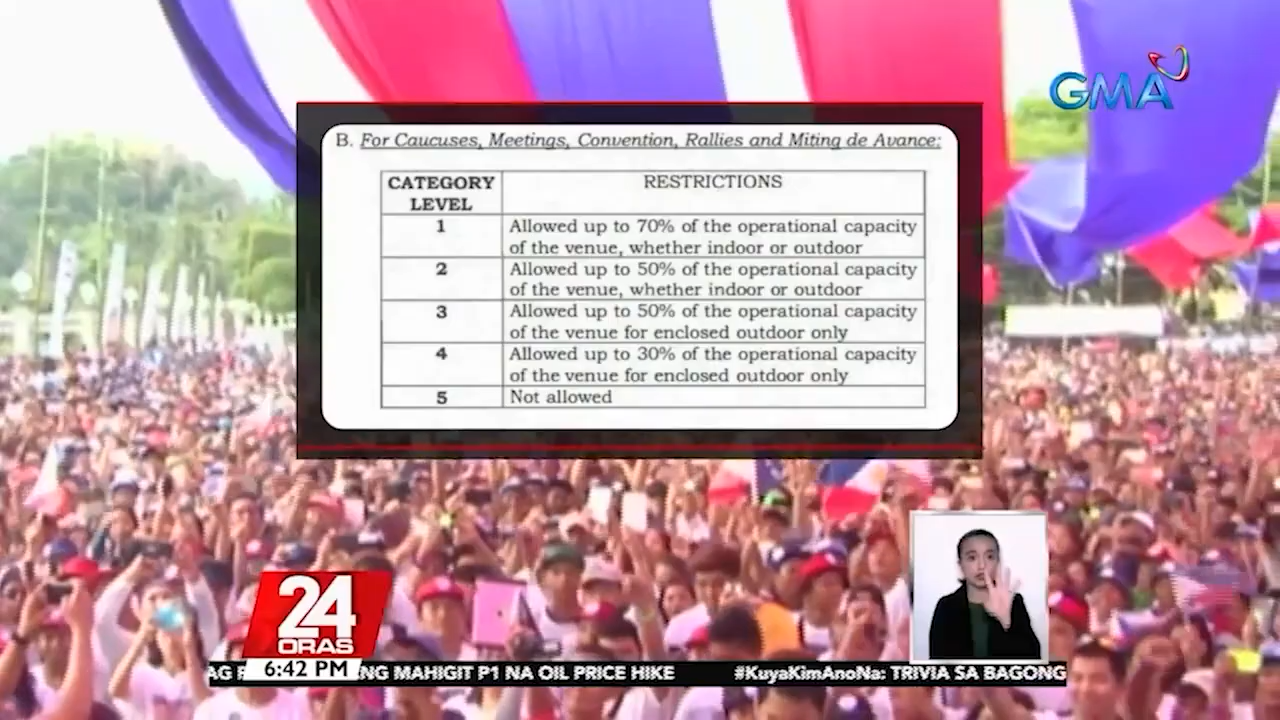 GMA
B. For Caucuses, Meetings, Convention, Rallies and Miting de Avance:
CATEGORY LEVEL
RESTRICTIONS
1
Allowed up to 70% of the operational capacity
of the venue, whether indoor or outdoor
2
Allowed up to 50% of the operational capacity
of the venue, whether indoor or outdoor
3
Allowed up to 50% of the operational capacity
of the venue for enclosed outdoor only
4
Allowed up to 30% of the operational capacity
of the venue for enclosed outdoor only
5
Not allowed
24
ORAS
6:42 PM
MAHIGIT P1 NA OIL PRICE HIKE
#KuyaKimAnoNa: TRIVIA SA BAGONG